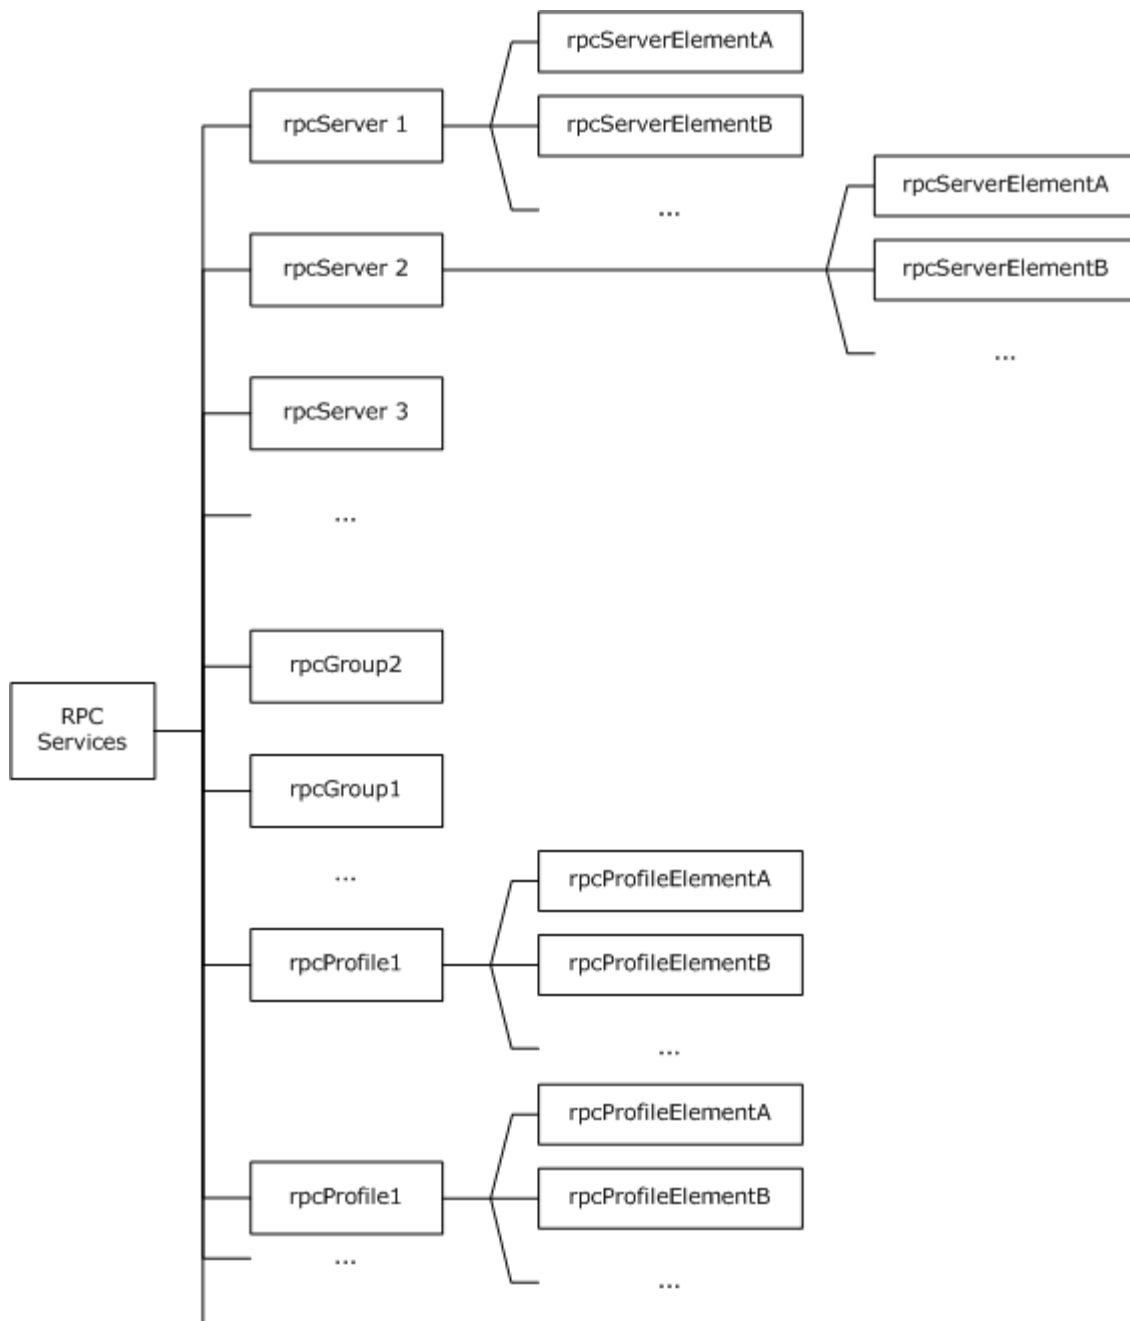 rpcServerElementA
rpcServer 1
rpcServerElementB
...
rpcServerElementA
rpcServer 2
rpcServerElementB
...
rpcServer 3
...
rpcGroup2
RPC
Services
rpcGroup1
...
rpcProfileElementA
rpcProfile1
rpcProfileElementB
...
rpcProfileElementA
rpcProfile1
rpcProfileElementB
...
...